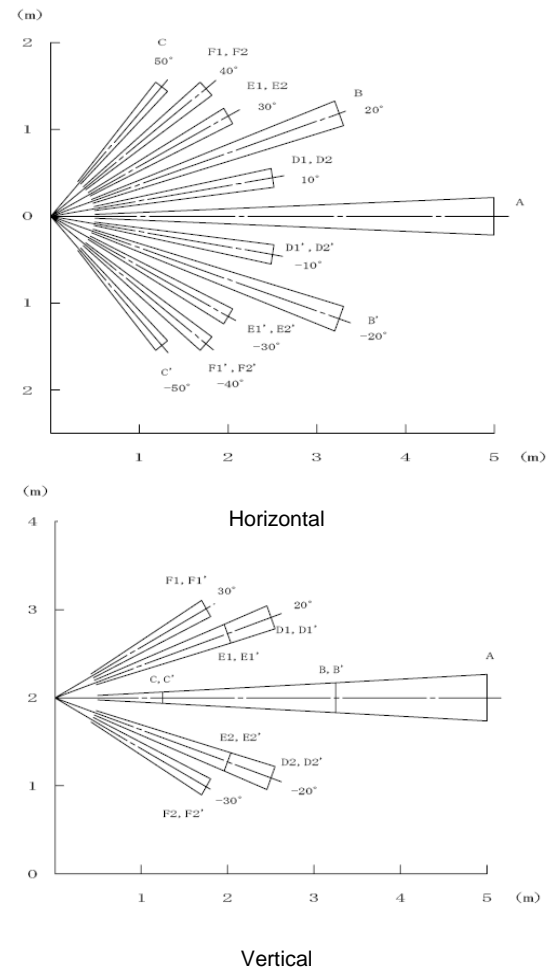 (m)
2
C
50°
F1, F2
40°
E1, E2
30°
B
20°
1
D1, D2
10°
A
0
D1', D2'
-10°
1
E1', E2'
-30°
B'
-20°
C'
-50°
F1', F2'
-40°
2
1 2 3 4 5 (m)
Horizontal
(m)
4
F1, F1'
30°
3
20°
D1, D1'
E1, E1'
A
B, B'
C, C'
2
E2, E2'
D2, D2'
1
-20°
-30°
F2, F2'
0
1 2 3 4 5 (m)
Vertical